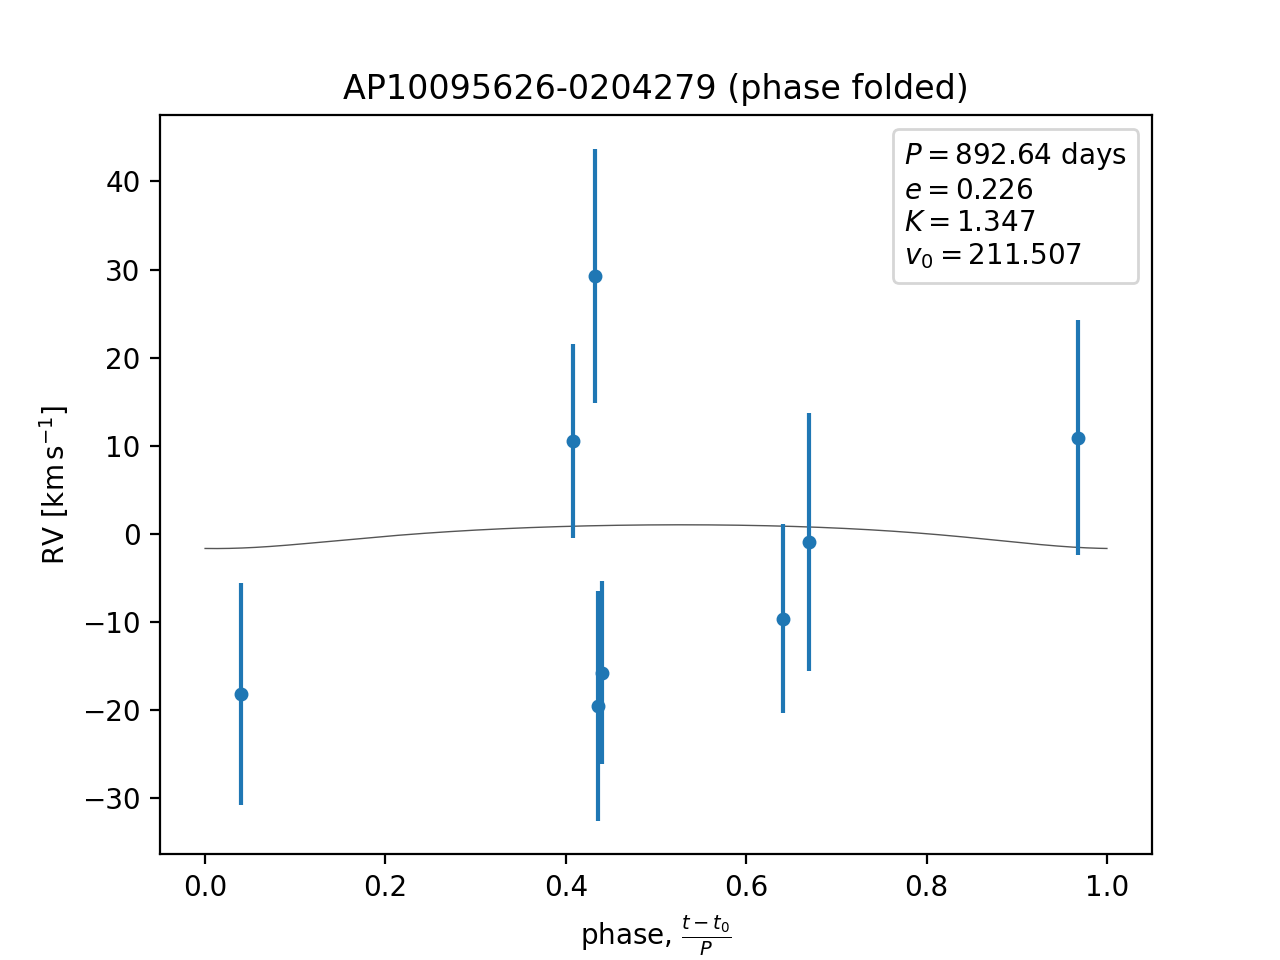 AP10095626-0204279 (phase folded)
P = 892.64 days
e = 0.226
K = 1.347
v₀ = 211.507
40
30
20
10
0
−10
−20
−30
RV [km s⁻¹]
0.0 0.2 0.4 0.6 0.8 1.0
phase, (t − t₀)/P